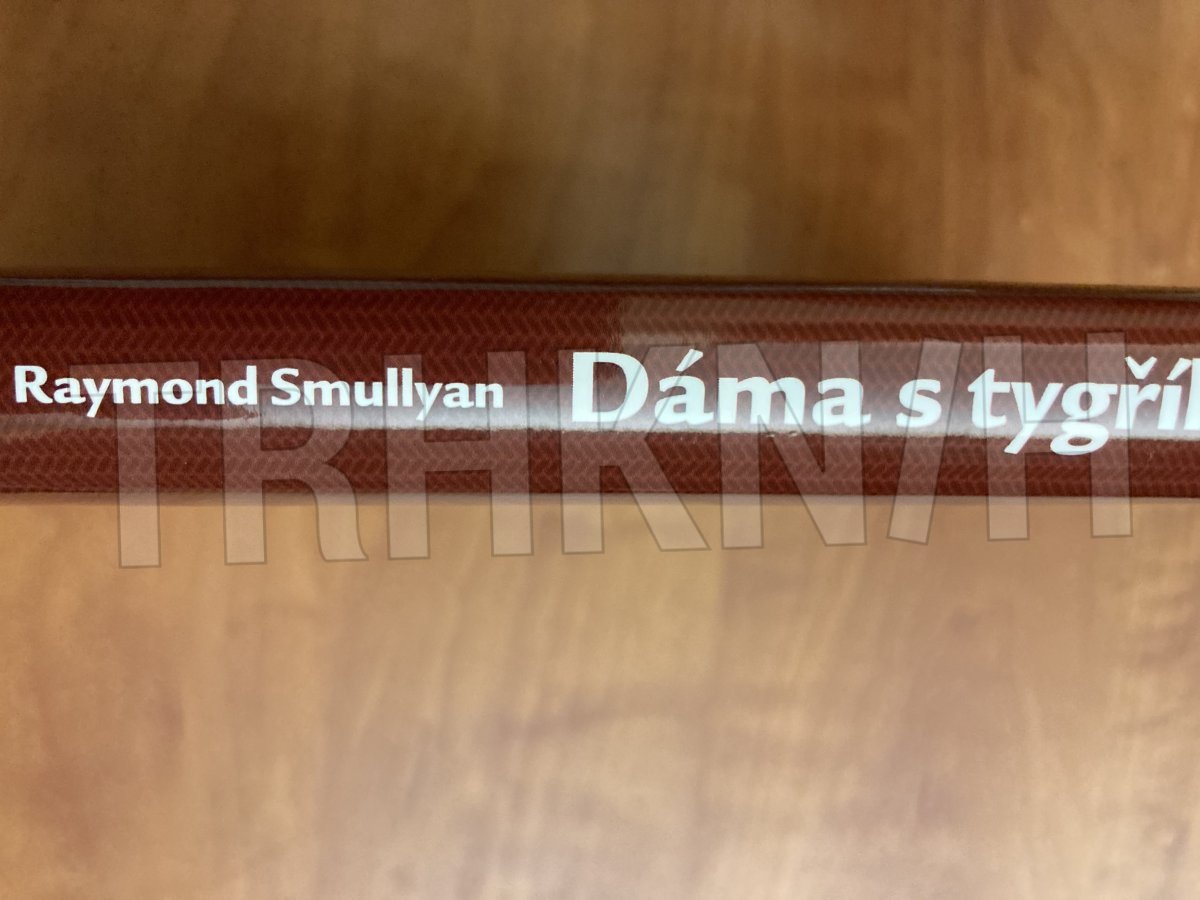 Raymond Smullyan Dáma s tygří
TRHKNIH